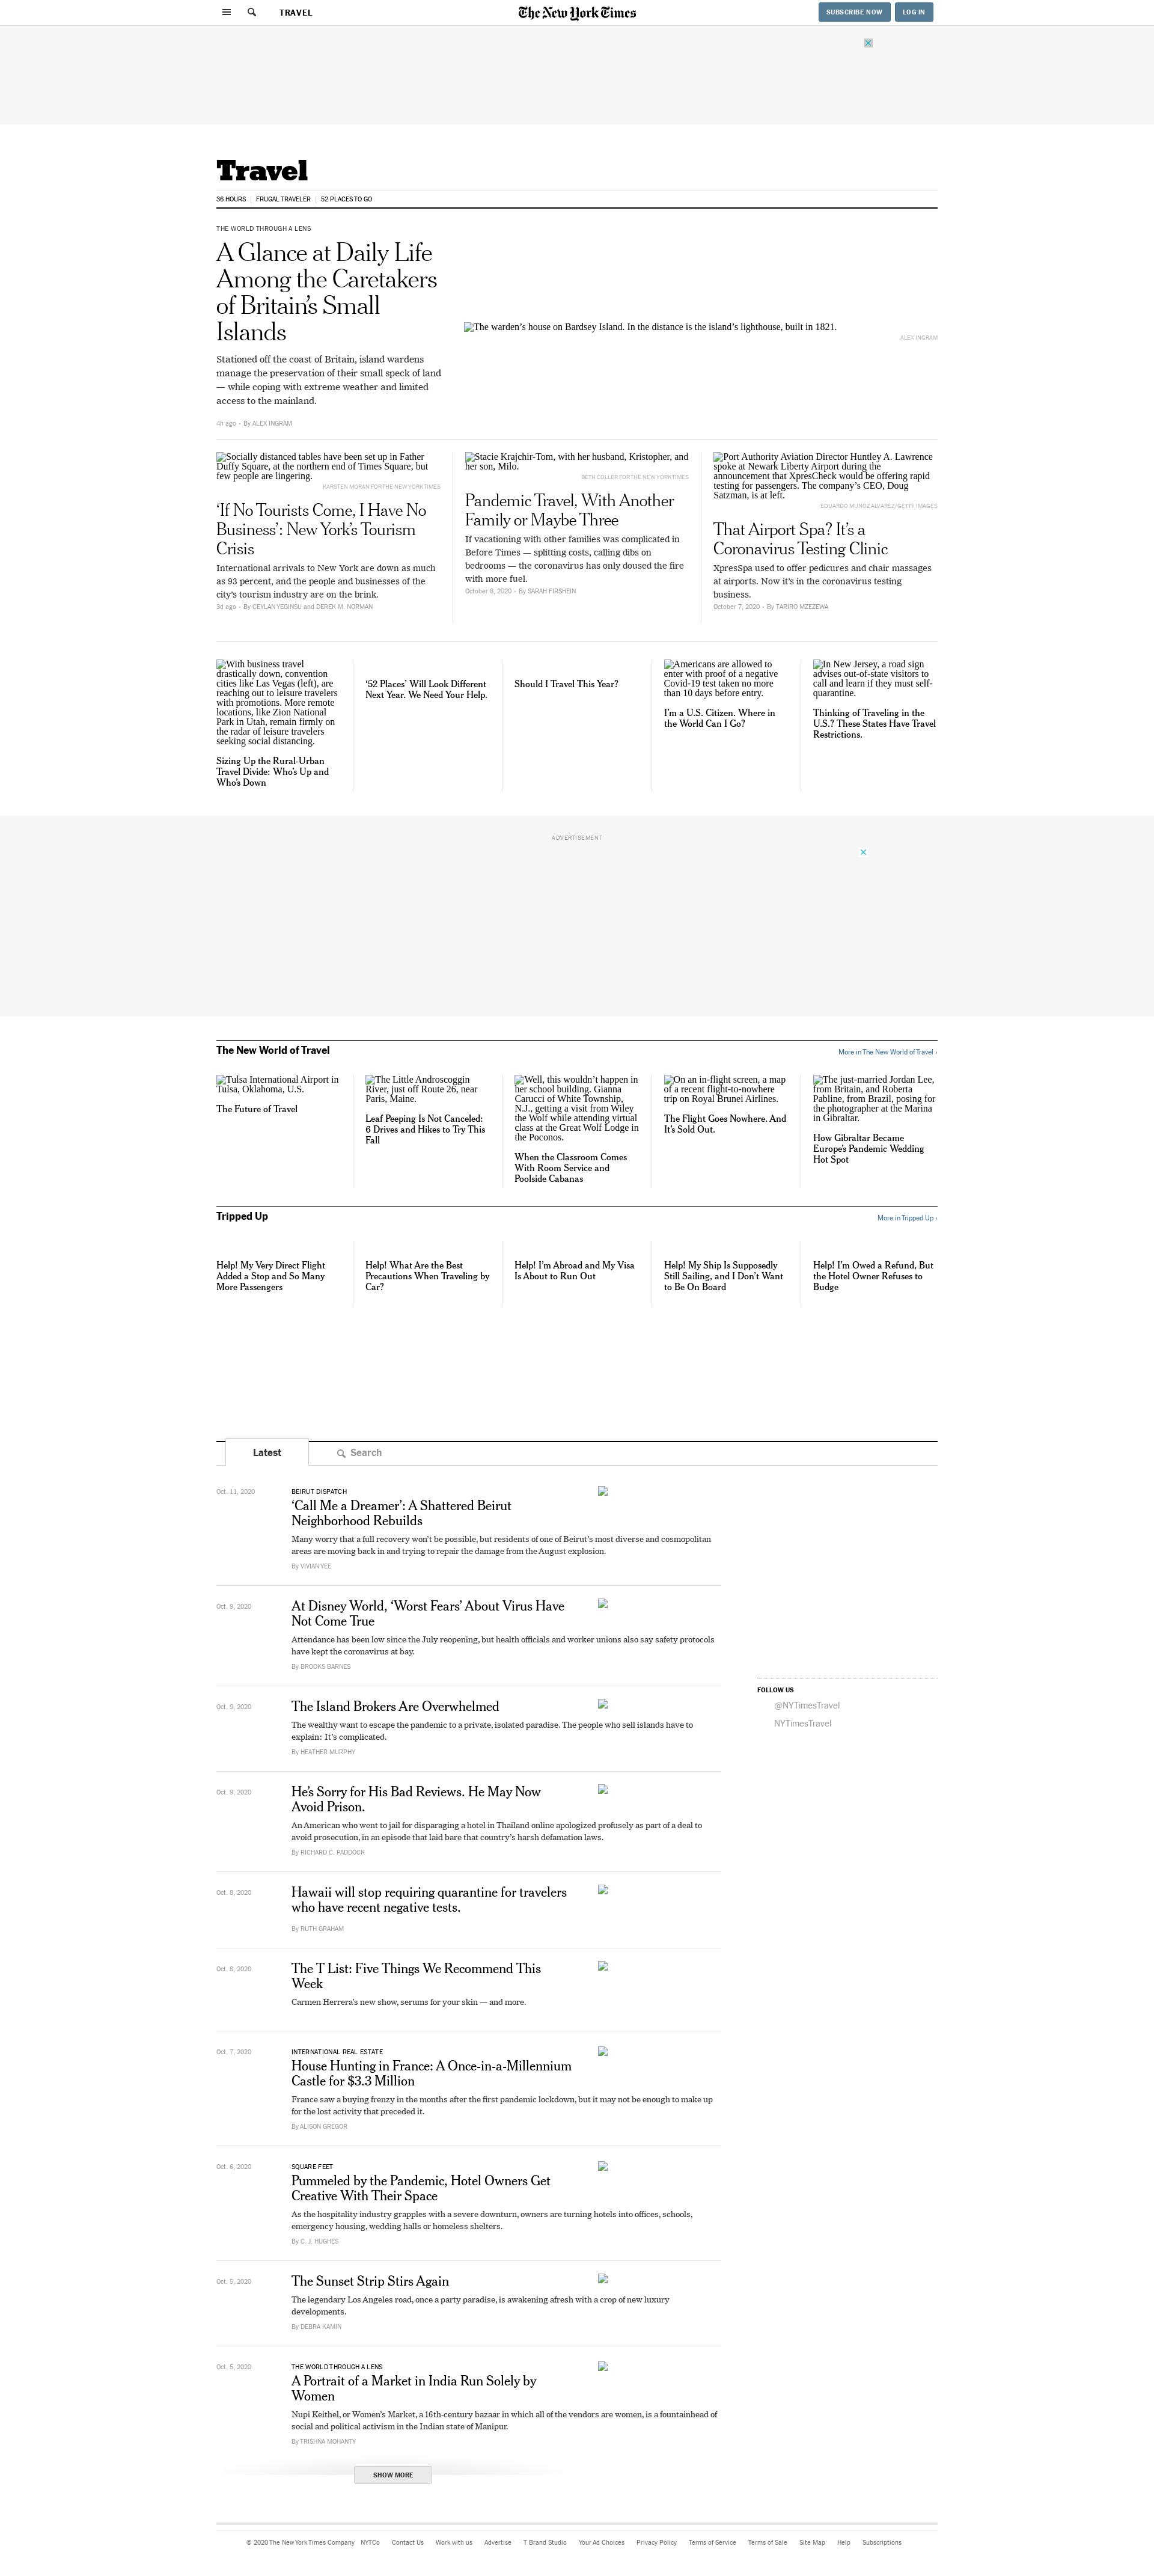 TRAVEL
The New York Times
SUBSCRIBE NOW
LOG IN
Travel
36 HOURS
FRUGAL TRAVELER
52 PLACES TO GO
THE WORLD THROUGH A LENS
A Glance at Daily Life
Among the Caretakers
of Britain’s Small
Islands
Stationed off the coast of Britain, island wardens
manage the preservation of their small speck of land
— while coping with extreme weather and limited
access to the mainland.
4h ago • By ALEX INGRAM
The warden’s house on Bardsey Island. In the distance is the island’s lighthouse, built in 1821.
ALEX INGRAM
Socially distanced tables have been set up in Father
Duffy Square, at the northern end of Times Square, but
few people are lingering.
KARSTEN MORAN FOR THE NEW YORK TIMES
‘If No Tourists Come, I Have No
Business’: New York’s Tourism
Crisis
International arrivals to New York are down as much
as 93 percent, and the people and businesses of the
city’s tourism industry are on the brink.
3d ago • By CEYLAN YEGINSU and DEREK M. NORMAN
Stacie Krajchir-Tom, with her husband, Kristopher, and
her son, Milo.
BETH COLLER FOR THE NEW YORK TIMES
Pandemic Travel, With Another
Family or Maybe Three
If vacationing with other families was complicated in
Before Times — splitting costs, calling dibs on
bedrooms — the coronavirus has only doused the fire
with more fuel.
October 8, 2020 • By SARAH FIRSHEIN
Port Authority Aviation Director Huntley A. Lawrence
spoke at Newark Liberty Airport during the
announcement that XpresCheck would be offering rapid
testing for passengers. The company’s CEO, Doug
Satzman, is at left.
EDUARDO MUNOZ ALVAREZ/GETTY IMAGES
That Airport Spa? It’s a
Coronavirus Testing Clinic
XpresSpa used to offer pedicures and chair massages
at airports. Now it’s in the coronavirus testing
business.
October 7, 2020 • By TARIRO MZEZEWA
With business travel
drastically down, convention
cities like Las Vegas (left), are
reaching out to leisure travelers
with promotions. More remote
locations, like Zion National
Park in Utah, remain firmly on
the radar of leisure travelers
seeking social distancing.
Sizing Up the Rural-Urban
Travel Divide: Who’s Up and
Who’s Down
‘52 Places’ Will Look Different
Next Year. We Need Your Help.
Should I Travel This Year?
Americans are allowed to
enter with proof of a negative
Covid-19 test taken no more
than 10 days before entry.
I’m a U.S. Citizen. Where in
the World Can I Go?
In New Jersey, a road sign
advises out-of-state visitors to
call and learn if they must self-
quarantine.
Thinking of Traveling in the
U.S.? These States Have Travel
Restrictions.
ADVERTISEMENT
The New World of Travel
More in The New World of Travel ›
Tulsa International Airport in
Tulsa, Oklahoma, U.S.
The Future of Travel
The Little Androscoggin
River, just off Route 26, near
Paris, Maine.
Leaf Peeping Is Not Canceled:
6 Drives and Hikes to Try This
Fall
Well, this wouldn’t happen in
her school building. Gianna
Carucci of White Township,
N.J., getting a visit from Wiley
the Wolf while attending virtual
class at the Great Wolf Lodge in
the Poconos.
When the Classroom Comes
With Room Service and
Poolside Cabanas
On an in-flight screen, a map
of a recent flight-to-nowhere
trip on Royal Brunei Airlines.
The Flight Goes Nowhere. And
It’s Sold Out.
The just-married Jordan Lee,
from Britain, and Roberta
Pabline, from Brazil, posing for
the photographer at the Marina
in Gibraltar.
How Gibraltar Became
Europe’s Pandemic Wedding
Hot Spot
Tripped Up
More in Tripped Up ›
Help! My Very Direct Flight
Added a Stop and So Many
More Passengers
Help! What Are the Best
Precautions When Traveling by
Car?
Help! I’m Abroad and My Visa
Is About to Run Out
Help! My Ship Is Supposedly
Still Sailing, and I Don’t Want
to Be On Board
Help! I’m Owed a Refund, But
the Hotel Owner Refuses to
Budge
Latest
Search
Oct. 11, 2020
BEIRUT DISPATCH
‘Call Me a Dreamer’: A Shattered Beirut
Neighborhood Rebuilds
Many worry that a full recovery won’t be possible, but residents of one of Beirut’s most diverse and cosmopolitan
areas are moving back in and trying to repair the damage from the August explosion.
By VIVIAN YEE
Oct. 9, 2020
At Disney World, ‘Worst Fears’ About Virus Have
Not Come True
Attendance has been low since the July reopening, but health officials and worker unions also say safety protocols
have kept the coronavirus at bay.
By BROOKS BARNES
FOLLOW US
@NYTimesTravel
NYTimesTravel
Oct. 9, 2020
The Island Brokers Are Overwhelmed
The wealthy want to escape the pandemic to a private, isolated paradise. The people who sell islands have to
explain: It’s complicated.
By HEATHER MURPHY
Oct. 9, 2020
He’s Sorry for His Bad Reviews. He May Now
Avoid Prison.
An American who went to jail for disparaging a hotel in Thailand online apologized profusely as part of a deal to
avoid prosecution, in an episode that laid bare that country’s harsh defamation laws.
By RICHARD C. PADDOCK
Oct. 8, 2020
Hawaii will stop requiring quarantine for travelers
who have recent negative tests.
By RUTH GRAHAM
Oct. 8, 2020
The T List: Five Things We Recommend This
Week
Carmen Herrera’s new show, serums for your skin — and more.
Oct. 7, 2020
INTERNATIONAL REAL ESTATE
House Hunting in France: A Once-in-a-Millennium
Castle for $3.3 Million
France saw a buying frenzy in the months after the first pandemic lockdown, but it may not be enough to make up
for the lost activity that preceded it.
By ALISON GREGOR
Oct. 6, 2020
SQUARE FEET
Pummeled by the Pandemic, Hotel Owners Get
Creative With Their Space
As the hospitality industry grapples with a severe downturn, owners are turning hotels into offices, schools,
emergency housing, wedding halls or homeless shelters.
By C. J. HUGHES
Oct. 5, 2020
The Sunset Strip Stirs Again
The legendary Los Angeles road, once a party paradise, is awakening afresh with a crop of new luxury
developments.
By DEBRA KAMIN
Oct. 5, 2020
THE WORLD THROUGH A LENS
A Portrait of a Market in India Run Solely by
Women
Nupi Keithel, or Women’s Market, a 16th-century bazaar in which all of the vendors are women, is a fountainhead of
social and political activism in the Indian state of Manipur.
By TRISHNA MOHANTY
SHOW MORE
© 2020 The New York Times Company
NYTCo
Contact Us
Work with us
Advertise
T Brand Studio
Your Ad Choices
Privacy Policy
Terms of Service
Terms of Sale
Site Map
Help
Subscriptions